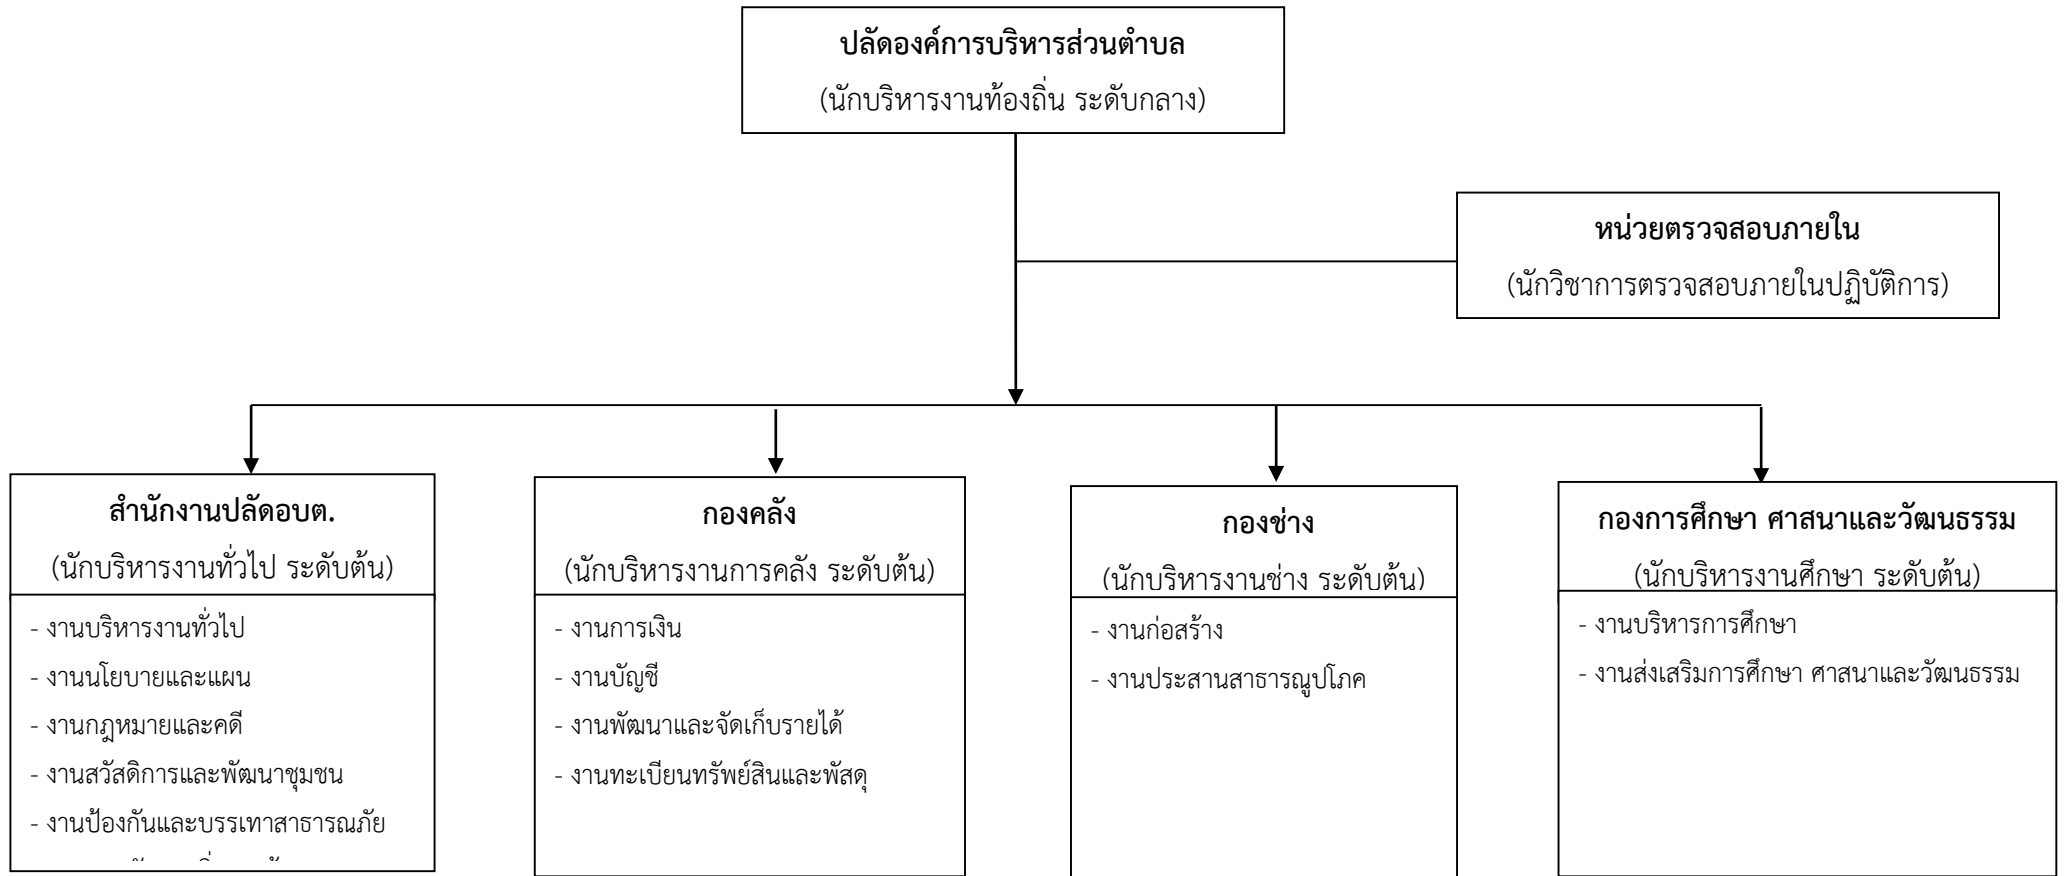 ปลัดองค์การบริหารส่วนตำบล
(นักบริหารงานท้องถิ่น ระดับกลาง)
หน่วยตรวจสอบภายใน
(นักวิชาการตรวจสอบภายในปฏิบัติการ)
สำนักงานปลัดอบต.
(นักบริหารงานทั่วไป ระดับต้น)
- งานบริหารงานทั่วไป
- งานนโยบายและแผน
- งานกฎหมายและคดี
- งานสวัสดิการและพัฒนาชุมชน
- งานป้องกันและบรรเทาสาธารณภัย
กองคลัง
(นักบริหารงานการคลัง ระดับต้น)
- งานการเงิน
- งานบัญชี
- งานพัฒนาและจัดเก็บรายได้
- งานทะเบียนทรัพย์สินและพัสดุ
กองช่าง
(นักบริหารงานช่าง ระดับต้น)
- งานก่อสร้าง
- งานประสานสาธารณูปโภค
กองการศึกษา ศาสนาและวัฒนธรรม
(นักบริหารงานศึกษา ระดับต้น)
- งานบริหารการศึกษา
- งานส่งเสริมการศึกษา ศาสนาและวัฒนธรรม